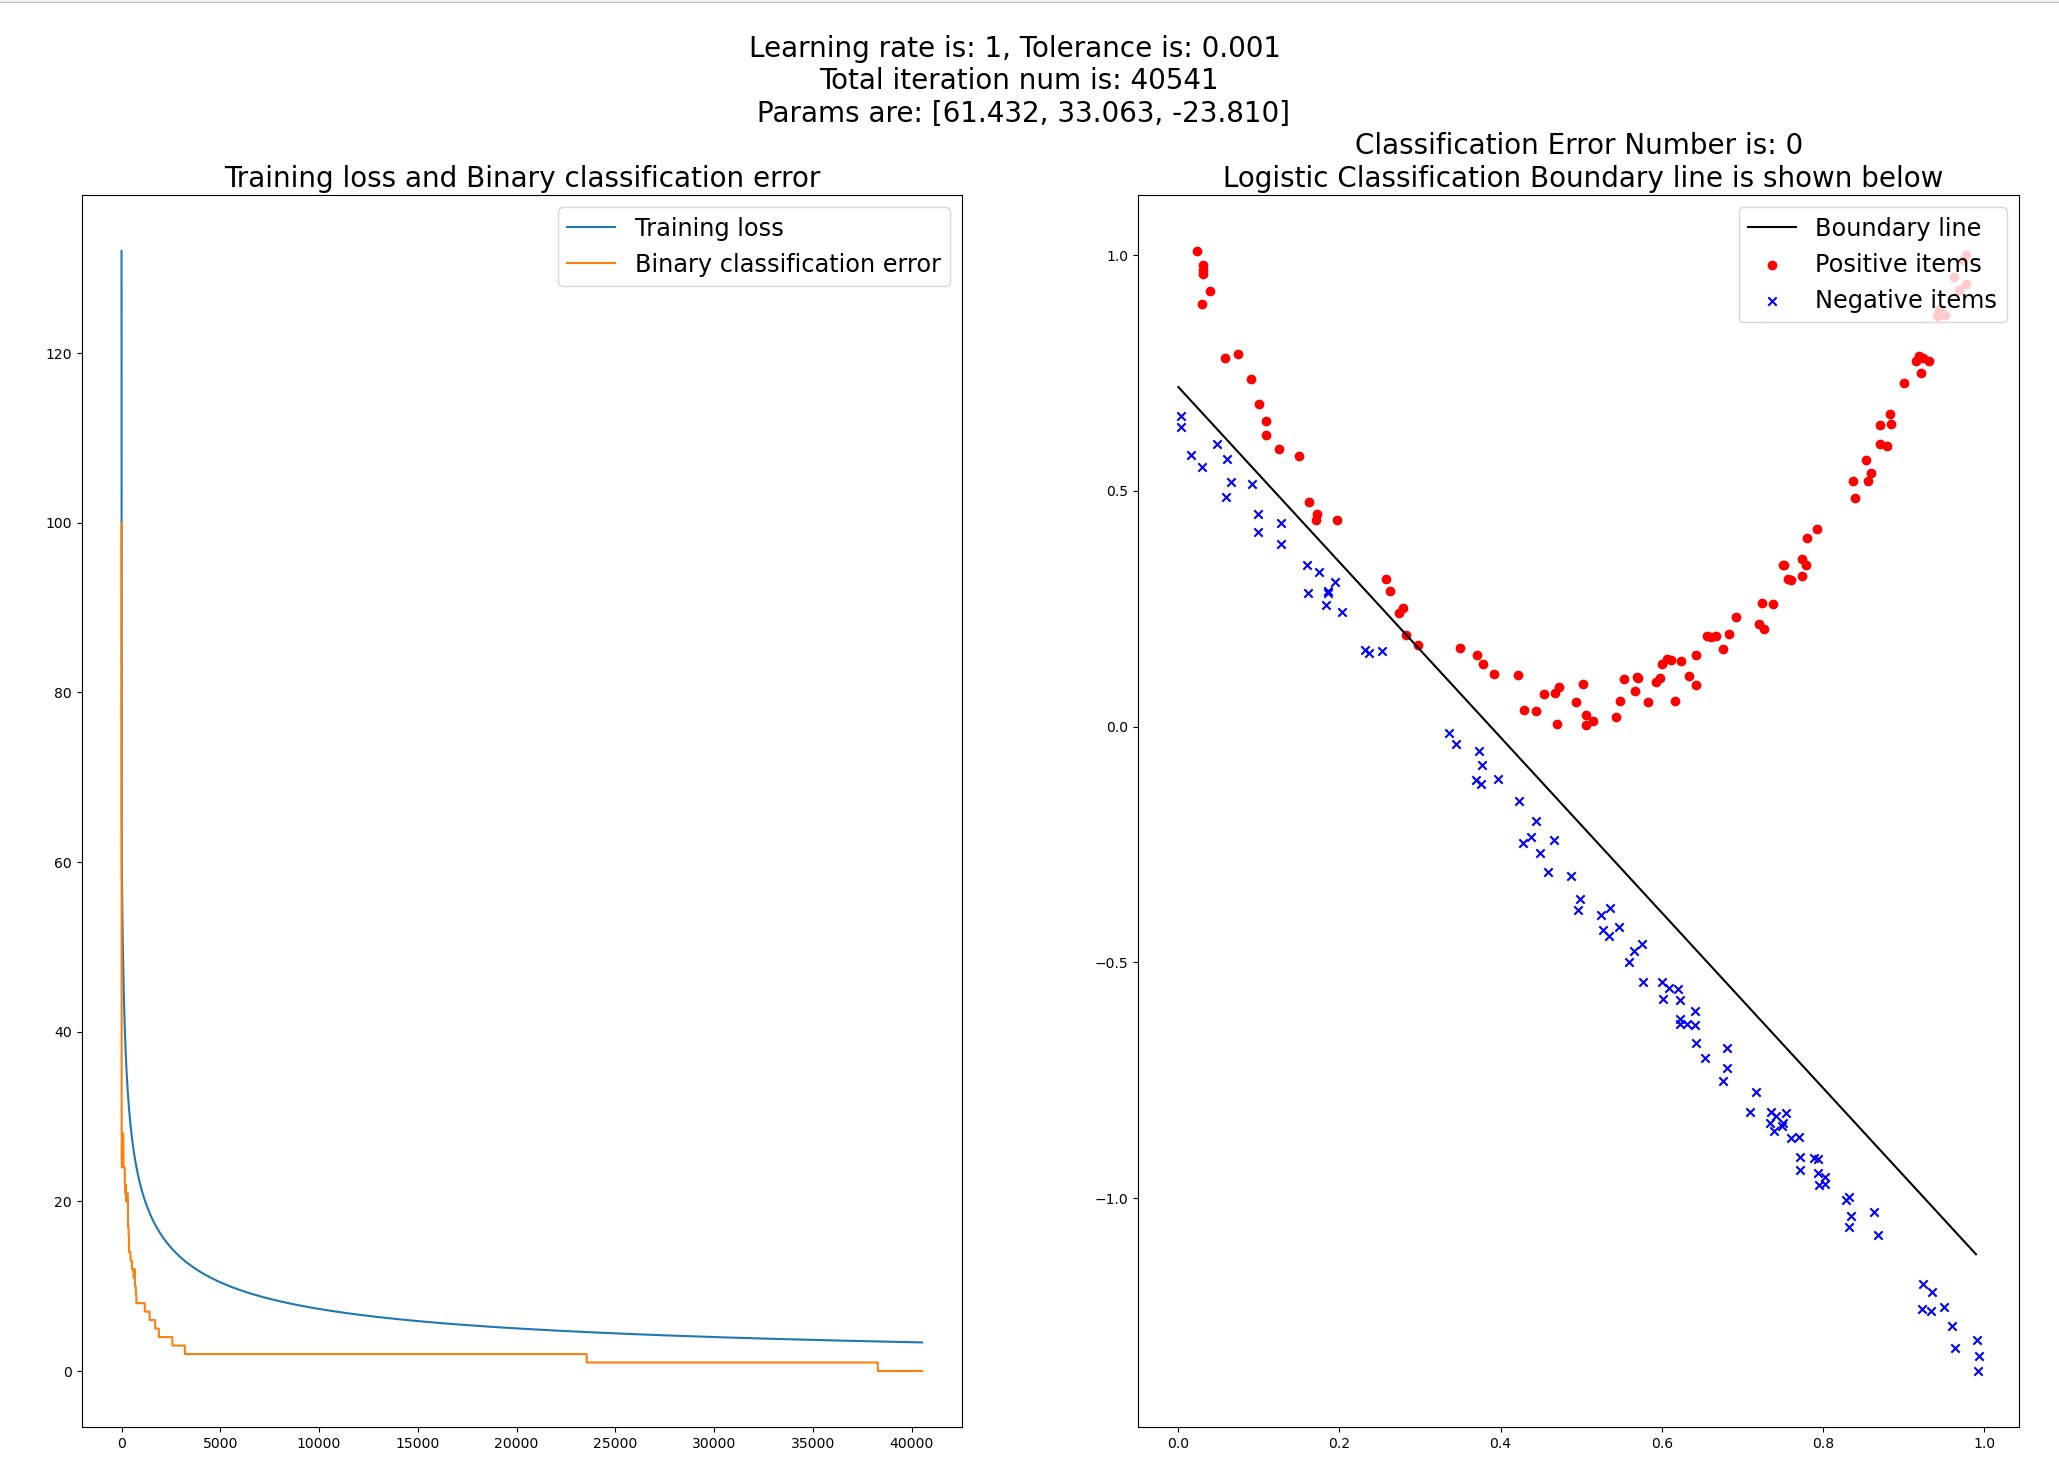 Learning rate is: 1, Tolerance is: 0.001
Total iteration num is: 40541
Params are: [61.432, 33.063, -23.810]
Training loss and Binary classification error
Training loss
Binary classification error
120
100
80
60
40
20
0
0
5000
10000
15000
20000
25000
30000
35000
40000
Classification Error Number is: 0
Logistic Classification Boundary line is shown below
Boundary line
Positive items
Negative items
1.0
0.5
0.0
−0.5
−1.0
0.0
0.2
0.4
0.6
0.8
1.0